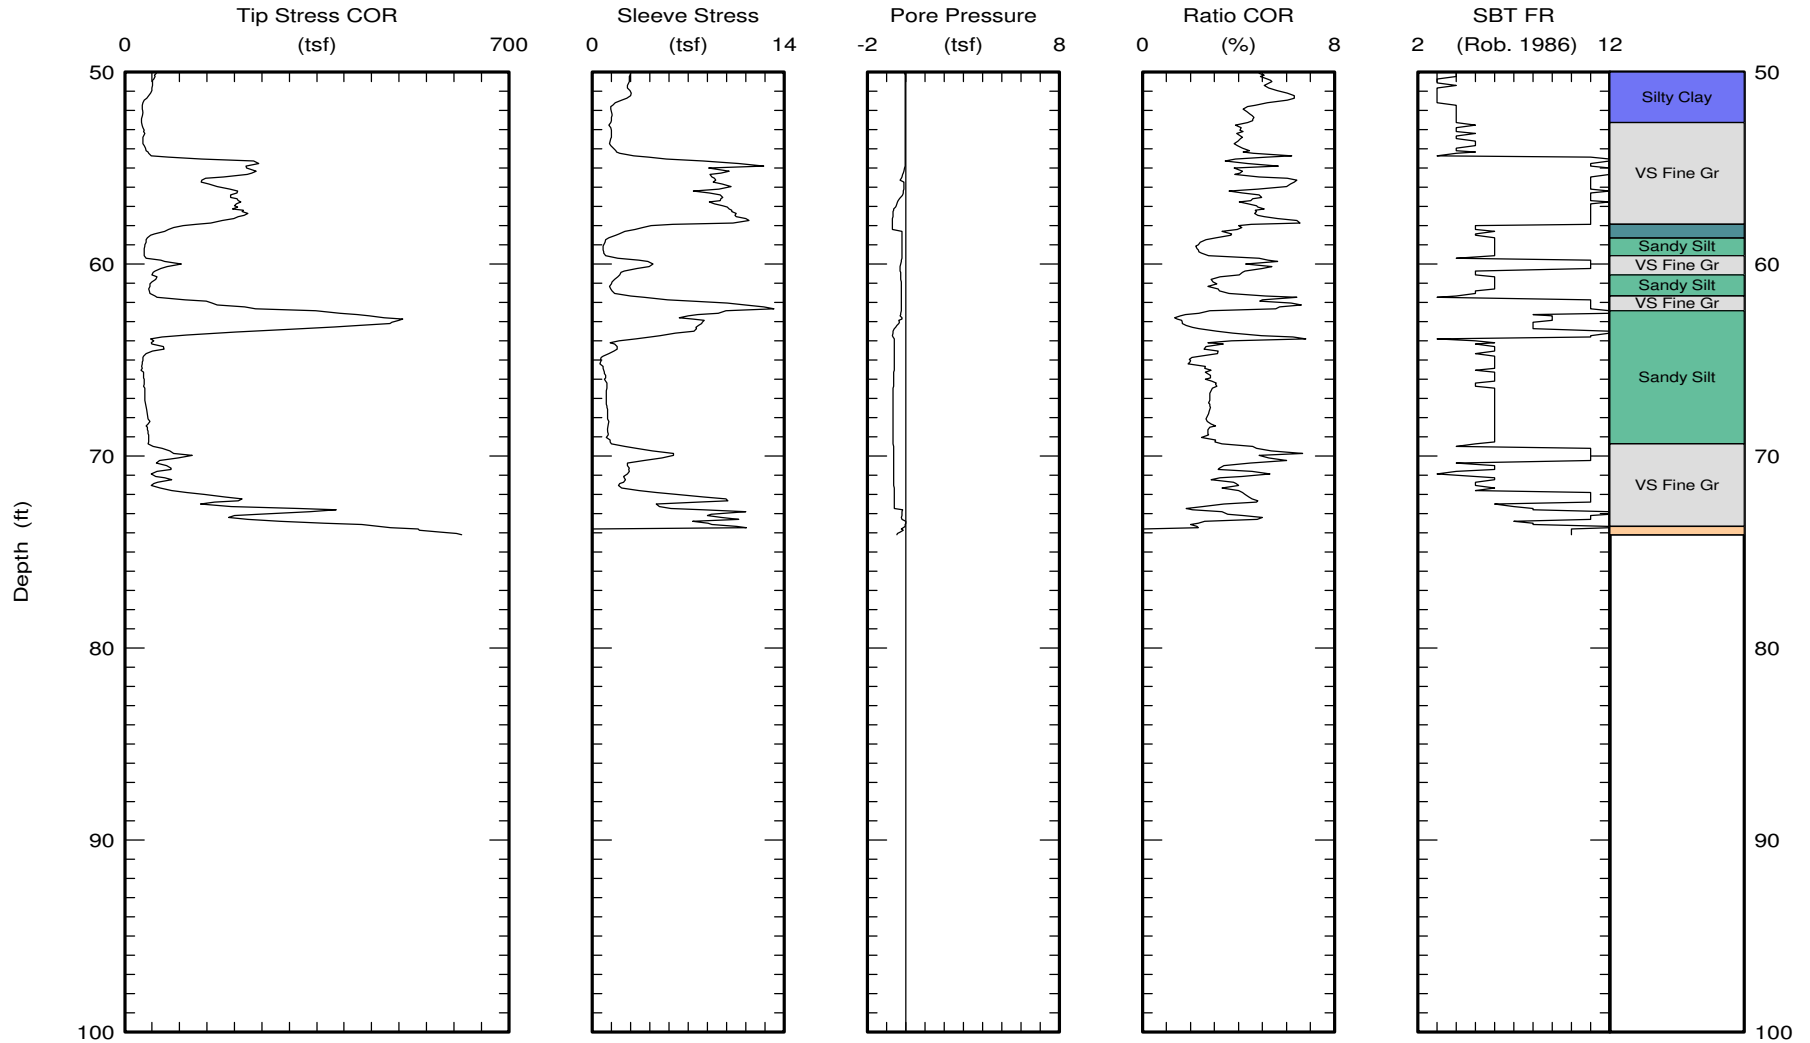 Tip Stress COR Sleeve Stress Pore Pressure Ratio COR SBT FR
0 (tsf) 700 0 (tsf) 14 -2 (tsf) 8 0 (%) 8 2 (Rob. 1986) 12
50 50
Silty Clay
VS Fine Gr
Sandy Silt
60 VS Fine Gr 60
Sandy Silt
VS Fine Gr
Sandy Silt
70 70
VS Fine Gr
Depth (ft)
80 80
90 90
100 100